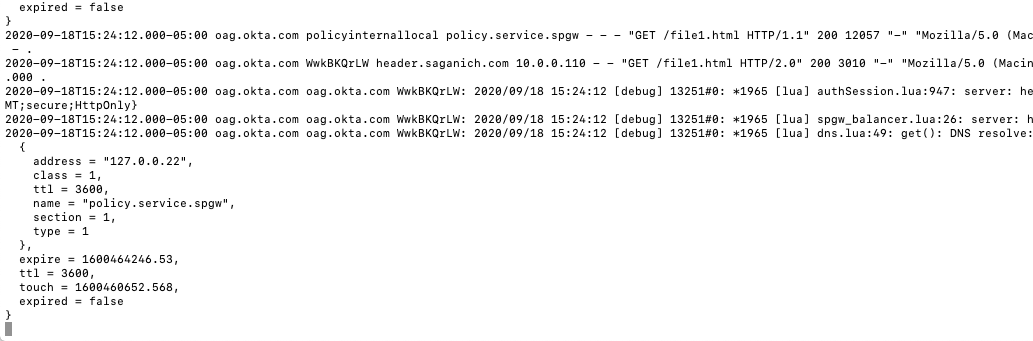 expired = false
}
2020-09-18T15:24:12.000-05:00 oag.okta.com policyinternallocal policy.service.spgw - - - "GET /file1.html HTTP/1.1" 200 12057 "-" "Mozilla/5.0 (Mac
 - .
2020-09-18T15:24:12.000-05:00 oag.okta.com WwkBKQrLW header.saganich.com 10.0.0.110 - - "GET /file1.html HTTP/2.0" 200 3010 "-" "Mozilla/5.0 (Macin
.000 .
2020-09-18T15:24:12.000-05:00 oag.okta.com oag.okta.com WwkBKQrLW: 2020/09/18 15:24:12 [debug] 13251#0: *1965 [lua] authSession.lua:947: server: he
MT;secure;HttpOnly}
2020-09-18T15:24:12.000-05:00 oag.okta.com oag.okta.com WwkBKQrLW: 2020/09/18 15:24:12 [debug] 13251#0: *1965 [lua] spgw_balancer.lua:26: server: h
2020-09-18T15:24:12.000-05:00 oag.okta.com oag.okta.com WwkBKQrLW: 2020/09/18 15:24:12 [debug] 13251#0: *1965 [lua] dns.lua:49: get(): DNS resolve:
  {
    address = "127.0.0.22",
    class = 1,
    ttl = 3600,
    name = "policy.service.spgw",
    section = 1,
    type = 1
  },
  expire = 1600464246.53,
  ttl = 3600,
  touch = 1600460652.568,
  expired = false
}